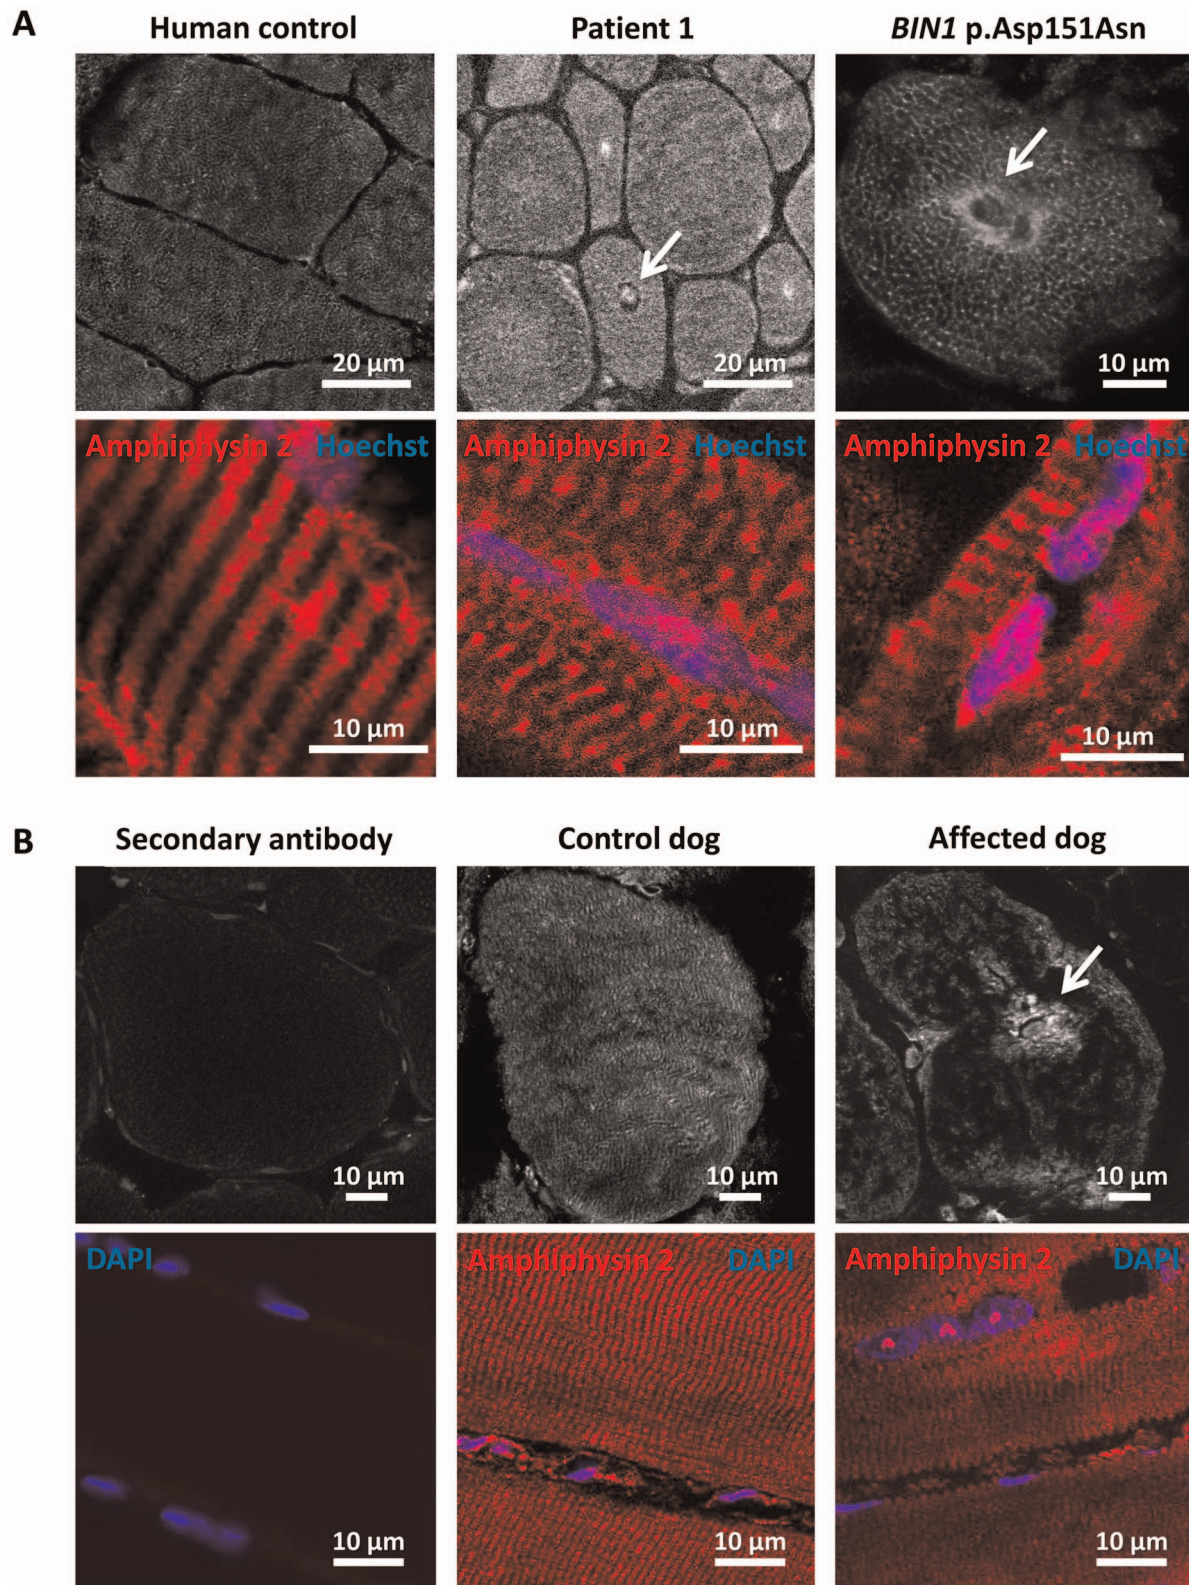 A
Human control
Patient 1
BIN1 p.Asp151Asn
20 µm
20 µm
10 µm
Amphiphysin 2 Hoechst
Amphiphysin 2 Hoechst
Amphiphysin 2 Hoechst
10 µm
10 µm
10 µm
B
Secondary antibody
Control dog
Affected dog
10 µm
10 µm
10 µm
DAPI
Amphiphysin 2 DAPI
Amphiphysin 2 DAPI
10 µm
10 µm
10 µm